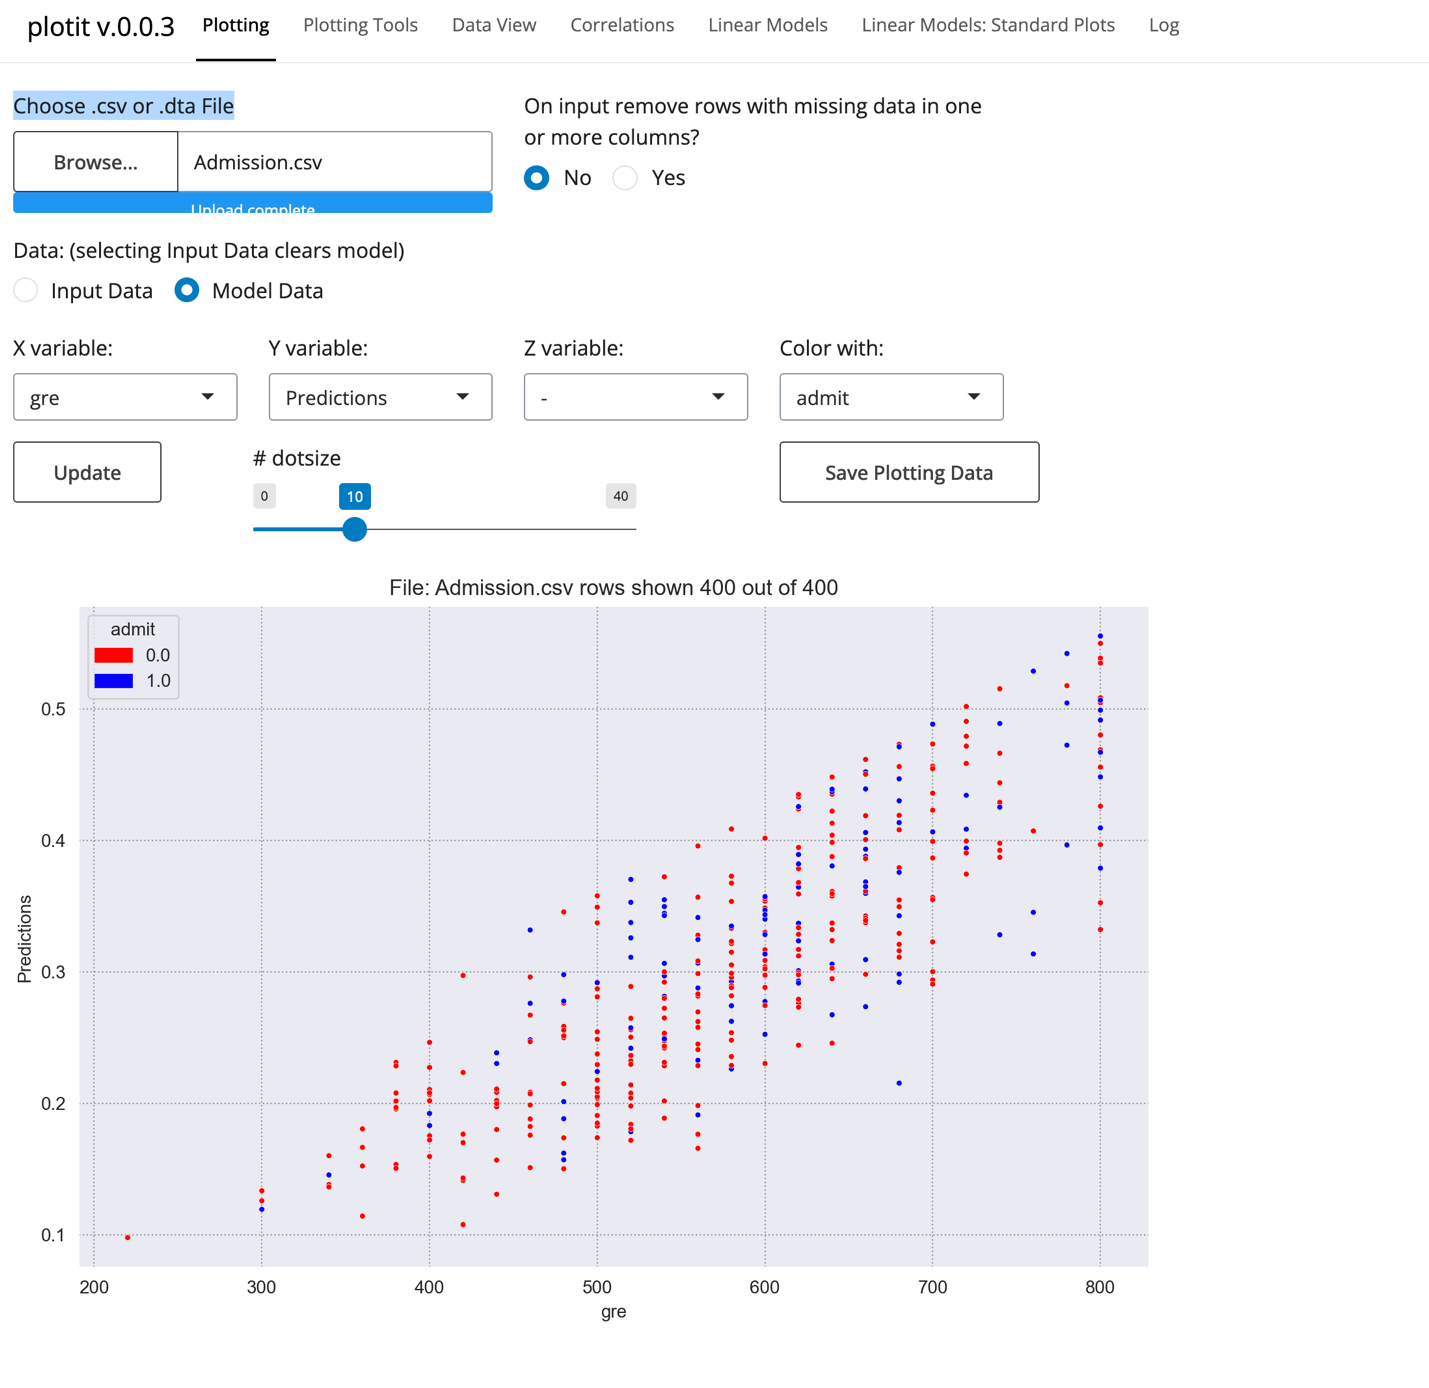 plotit v.0.0.3 Plotting Plotting Tools Data View Correlations Linear Models Linear Models: Standard Plots Log
Choose .csv or .dta File
Browse... Admission.csv
Upload complete
On input remove rows with missing data in one
or more columns?
No Yes
Data: (selecting Input Data clears model)
Input Data Model Data
X variable: Y variable: Z variable: Color with:
gre Predictions - admit
Update # dotsize Save Plotting Data
0 10 40
File: Admission.csv rows shown 400 out of 400
admit
0.0
1.0
0.5
0.4
0.3
0.2
0.1
Predictions
200 300 400 500 600 700 800
gre